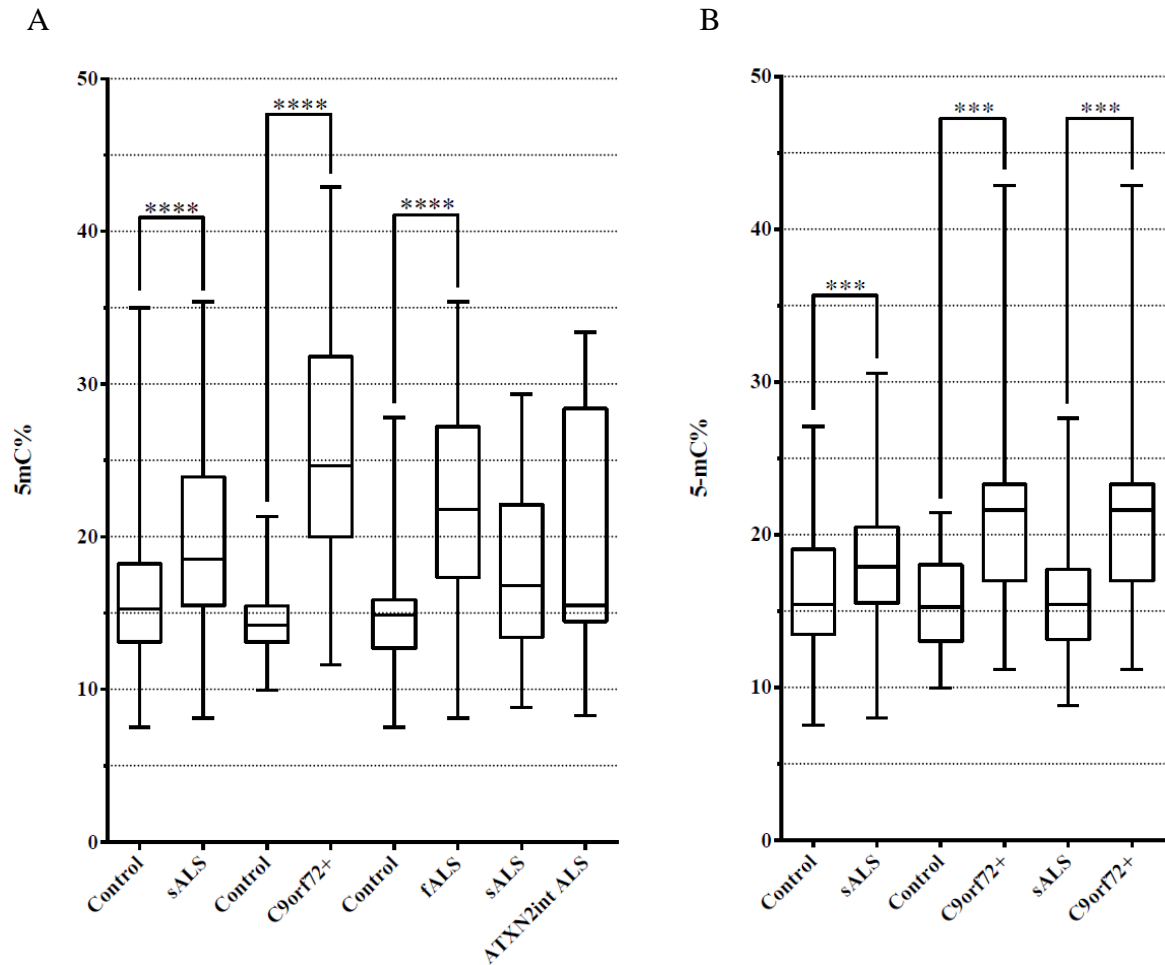 A
5mC%
50
40
30
20
10
0
****
****
****
Control
sALS
Control
C9orf72+
Control
fALS
sALS
ATXN2int ALS
B
5-mC%
50
40
30
20
10
0
***
***
***
Control
sALS
Control
C9orf72+
sALS
C9orf72+